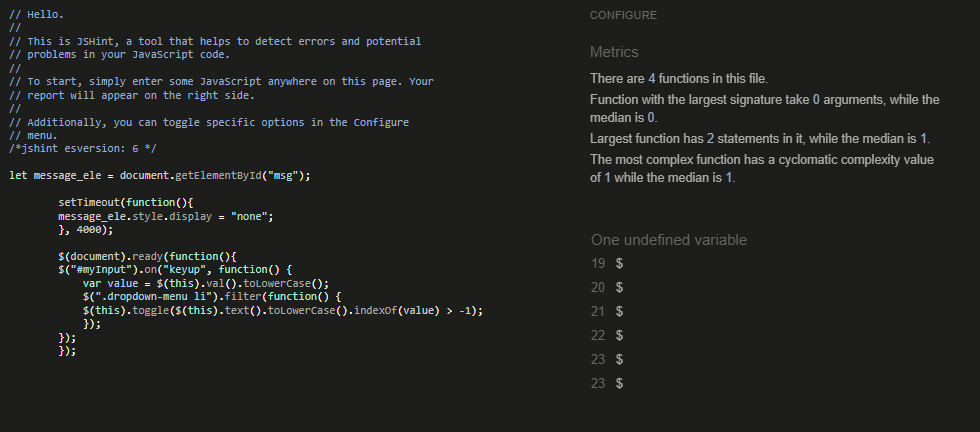 // Hello.
//
// This is JSHint, a tool that helps to detect errors and potential
// problems in your JavaScript code.
//
// To start, simply enter some JavaScript anywhere on this page. Your
// report will appear on the right side.
//
// Additionally, you can toggle specific options in the Configure
// menu.
/*jshint esversion: 6 */

let message_ele = document.getElementById("msg");

        setTimeout(function(){
        message_ele.style.display = "none";
        }, 4000);

        $(document).ready(function(){
        $("#myInput").on("keyup", function() {
            var value = $(this).val().toLowerCase();
            $(".dropdown-menu li").filter(function() {
            $(this).toggle($(this).text().toLowerCase().indexOf(value) > -1);
            });
        });
        });
CONFIGURE
Metrics
There are 4 functions in this file.
Function with the largest signature take 0 arguments, while the
median is 0.
Largest function has 2 statements in it, while the median is 1.
The most complex function has a cyclomatic complexity value
of 1 while the median is 1.
One undefined variable
19 $
20 $
21 $
22 $
23 $
23 $